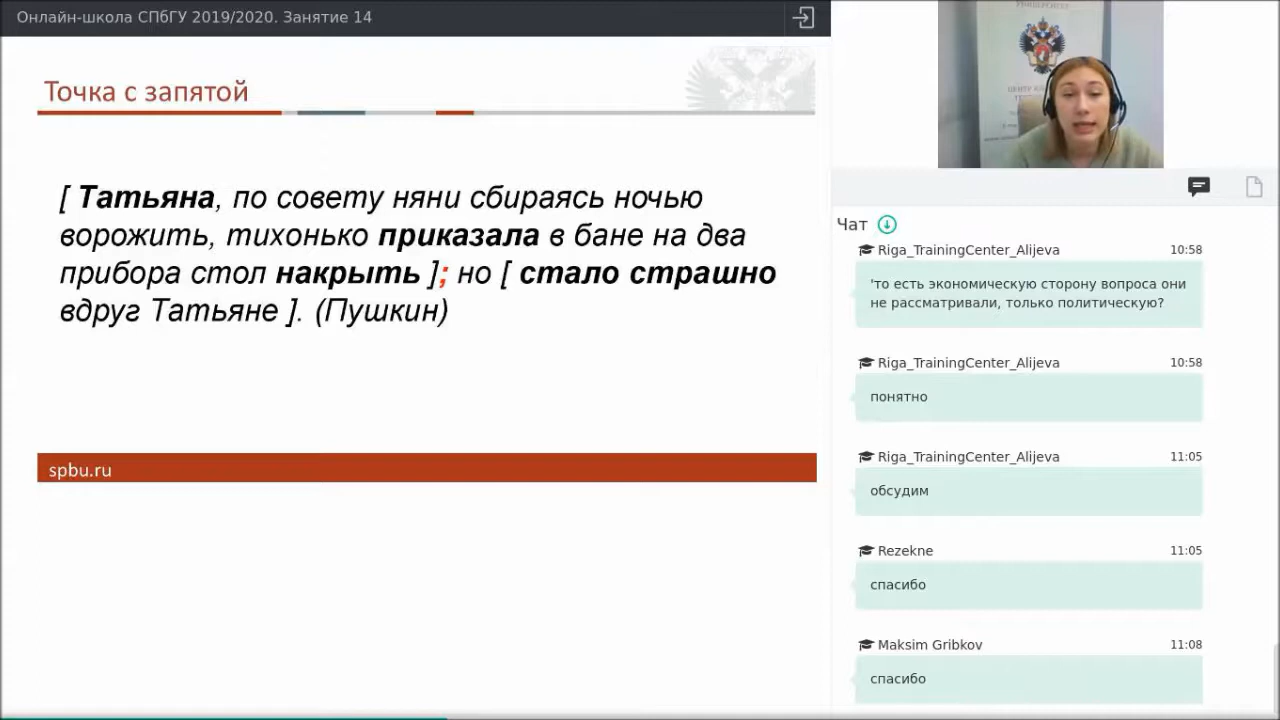 Онлайн-школа СПбГУ 2019/2020. Занятие 14
Точка с запятой
[ Татьяна, по совету няни сбираясь ночью
ворожить, тихонько приказала в бане на два
прибора стол накрыть ]; но [ стало страшно
вдруг Татьяне ]. (Пушкин)
spbu.ru
УНИВЕРСИТЕТ
Чат
Riga_TrainingCenter_Alijeva 10:58
'то есть экономическую сторону вопроса они
не рассматривали, только политическую?
Riga_TrainingCenter_Alijeva 10:58
понятно
Riga_TrainingCenter_Alijeva 11:05
обсудим
Rezekne 11:05
спасибо
Maksim Gribkov 11:08
спасибо